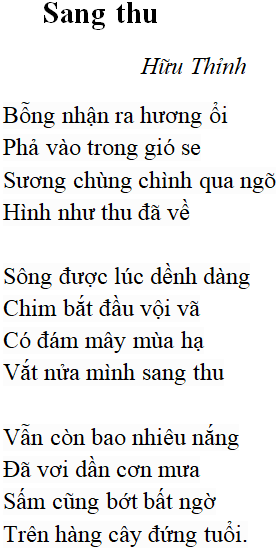 Sang thu
Hữu Thỉnh
Bỗng nhận ra hương ổi
Phả vào trong gió se
Sương chùng chình qua ngõ
Hình như thu đã về
Sông được lúc dềnh dàng
Chim bắt đầu vội vã
Có đám mây mùa hạ
Vắt nửa mình sang thu
Vẫn còn bao nhiêu nắng
Đã vơi dần cơn mưa
Sấm cũng bớt bất ngờ
Trên hàng cây đứng tuổi.